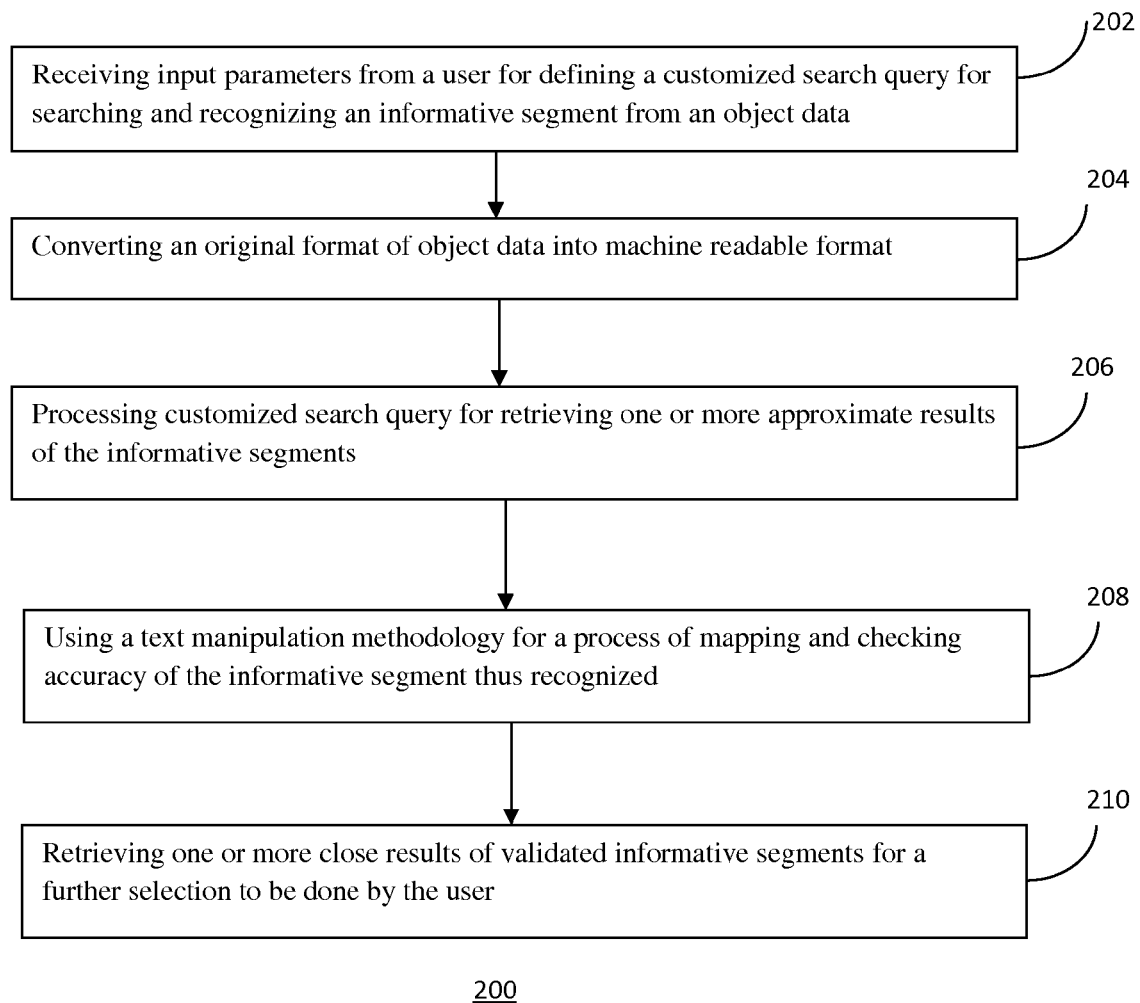 202
Receiving input parameters from a user for defining a customized search query for
searching and recognizing an informative segment from an object data
204
Converting an original format of object data into machine readable format
206
Processing customized search query for retrieving one or more approximate results
of the informative segments
208
Using a text manipulation methodology for a process of mapping and checking
accuracy of the informative segment thus recognized
210
Retrieving one or more close results of validated informative segments for a
further selection to be done by the user
200